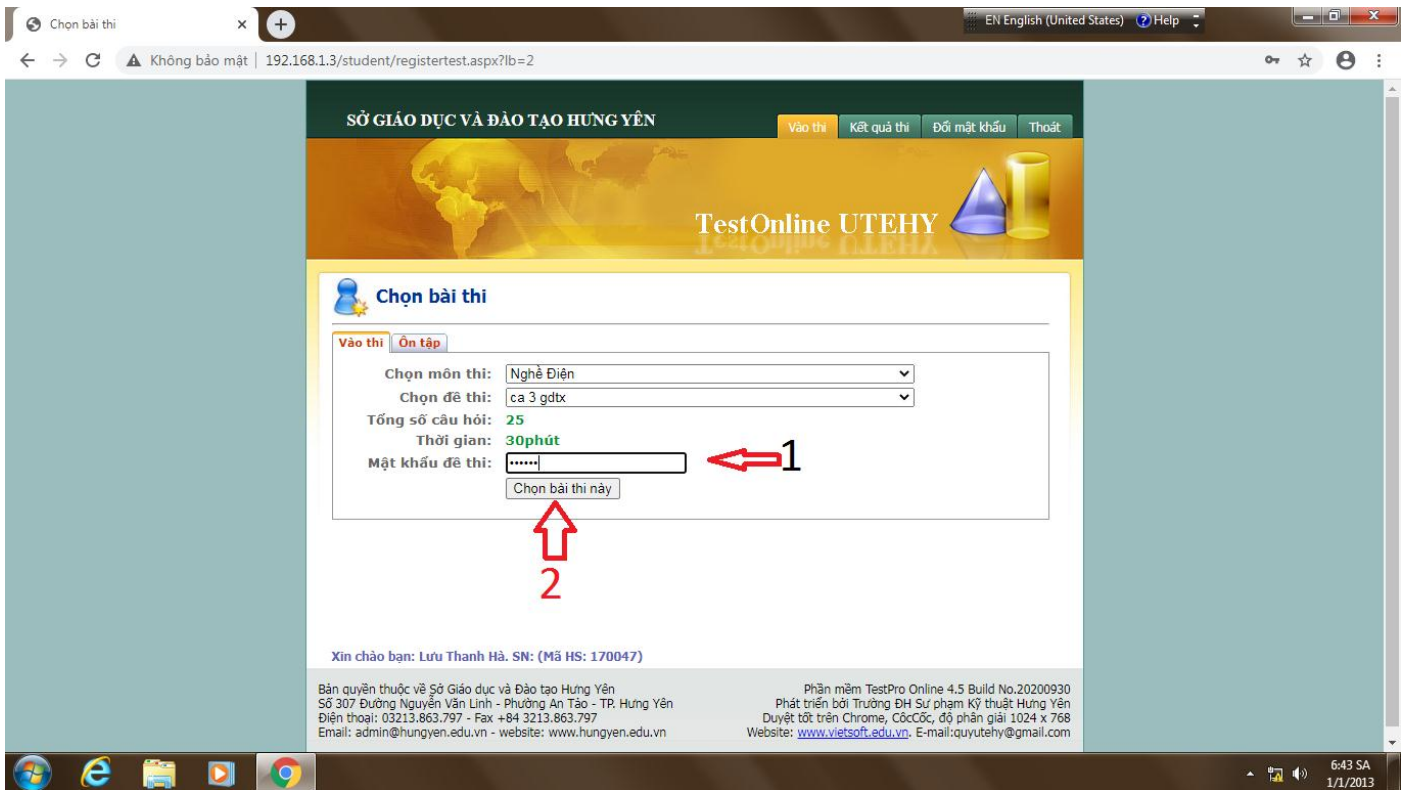 Chọn bài thi
EN English (United States) Help
Không bảo mật | 192.168.1.3/student/registertest.aspx?lb=2
SỞ GIÁO DỤC VÀ ĐÀO TẠO HƯNG YÊN
Vào thi Kết quả thi Đổi mật khẩu Thoát
TestOnline UTEHY
Chọn bài thi
Vào thi Ôn tập
Chọn môn thi: Nghề Điện
Chọn đề thi: ca 3 gdtx
Tổng số câu hỏi: 25
Thời gian: 30phút
Mật khẩu đề thi: ••••••
1
Chọn bài thi này
2
Xin chào bạn: Lưu Thanh Hà. SN: (Mã HS: 170047)
Bản quyền thuộc về Sở Giáo dục và Đào tạo Hưng Yên
Số 307 Đường Nguyễn Văn Linh - Phường An Tảo - TP. Hưng Yên
Điện thoại: 03213.863.797 - Fax +84 3213.863.797
Email: admin@hungyen.edu.vn - website: www.hungyen.edu.vn
Phần mềm TestPro Online 4.5 Build No.20200930
Phát triển bởi Trường ĐH Sư phạm Kỹ thuật Hưng Yên
Duyệt tốt trên Chrome, CôcCốc, độ phân giải 1024 x 768
Website: www.vietsoft.edu.vn. E-mail:quyutehy@gmail.com
6:43 SA
1/1/2013